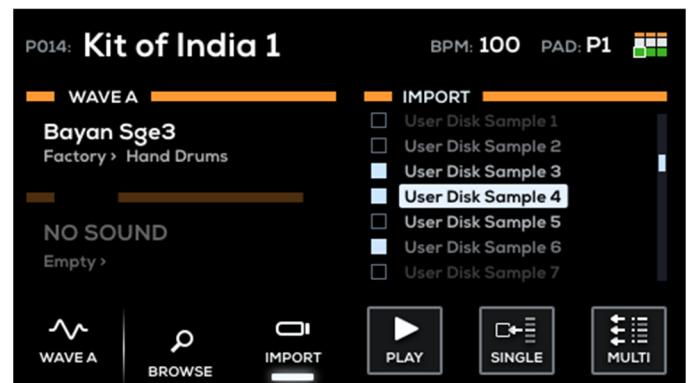 P014: Kit of India 1 BPM: 100 PAD: P1
WAVE A
Bayan Sge3
Factory › Hand Drums
NO SOUND
Empty ›
IMPORT
User Disk Sample 1
User Disk Sample 2
User Disk Sample 3
User Disk Sample 4
User Disk Sample 5
User Disk Sample 6
User Disk Sample 7
WAVE A BROWSE IMPORT PLAY SINGLE MULTI